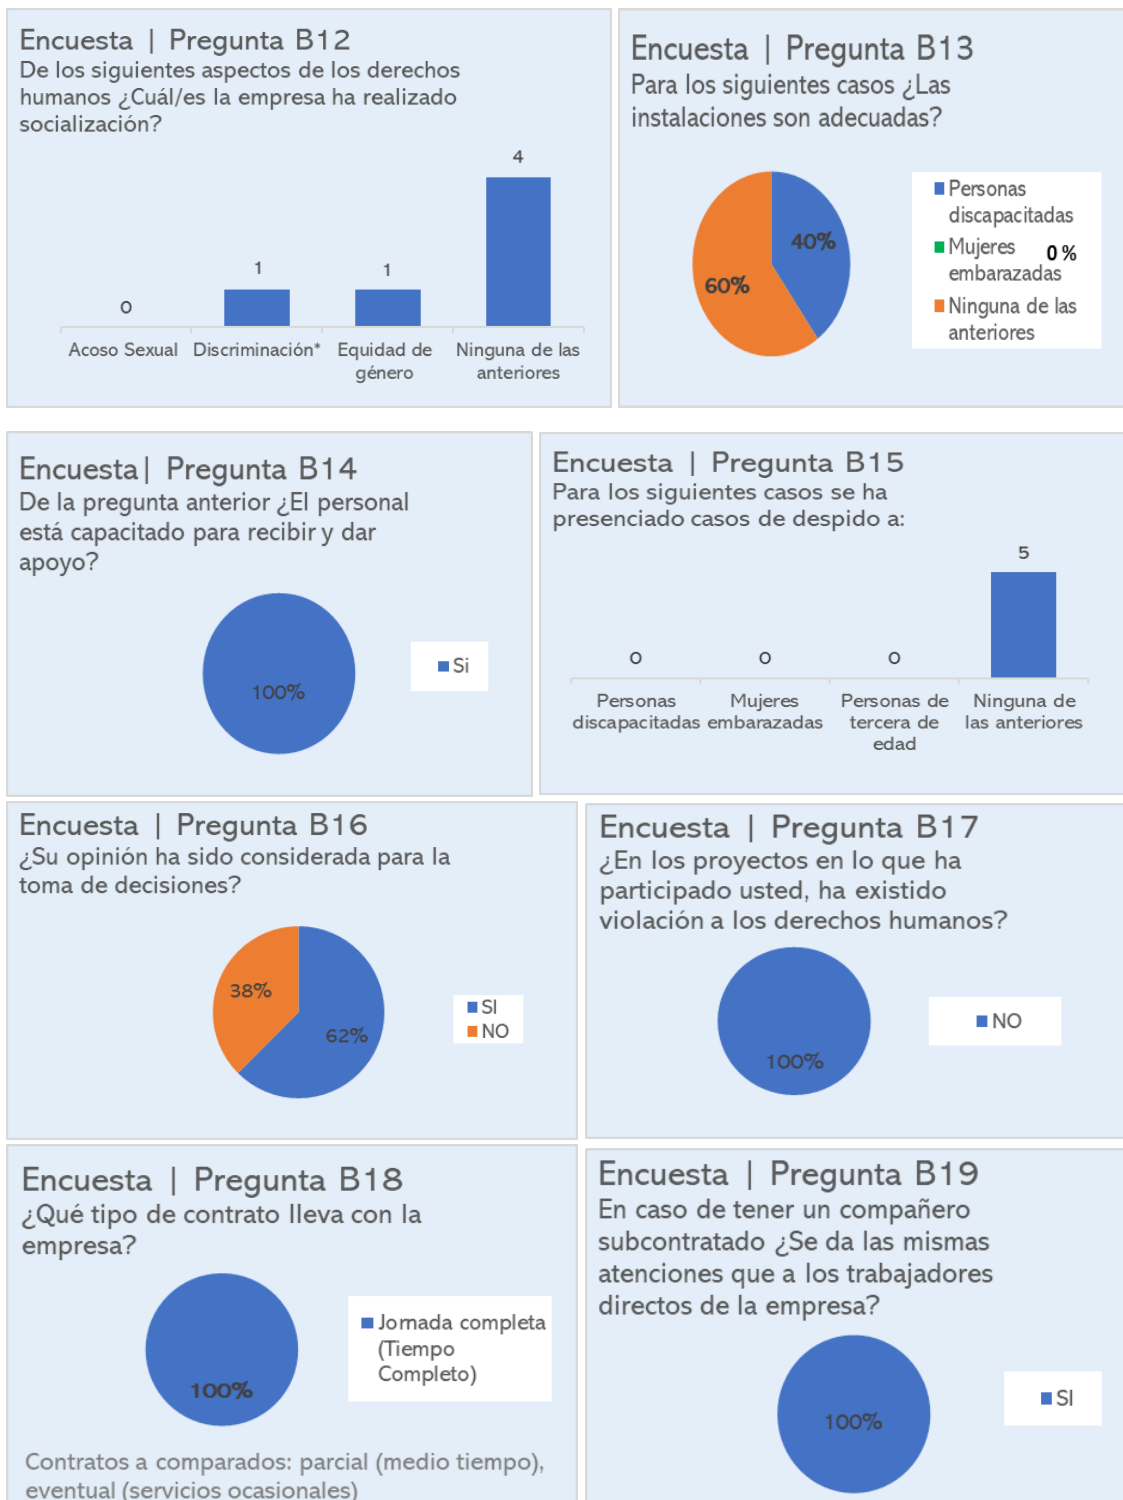 Encuesta | Pregunta B12
De los siguientes aspectos de los derechos
humanos ¿Cuál/es la empresa ha realizado
socialización?
4
1
1
0
Acoso Sexual
Discriminación*
Equidad de
género
Ninguna de las
anteriores
Encuesta | Pregunta B13
Para los siguientes casos ¿Las
instalaciones son adecuadas?
40%
60%
Personas
discapacitadas
Mujeres
embarazadas
0 %
Ninguna de las
anteriores
Encuesta| Pregunta B14
De la pregunta anterior ¿El personal
está capacitado para recibir y dar
apoyo?
100%
Si
Encuesta | Pregunta B15
Para los siguientes casos se ha
presenciado casos de despido a:
5
0
0
0
Personas
discapacitadas
Mujeres
embarazadas
Personas de
tercera de
edad
Ninguna de
las anteriores
Encuesta | Pregunta B16
¿Su opinión ha sido considerada para la
toma de decisiones?
38%
62%
SI
NO
Encuesta | Pregunta B17
¿En los proyectos en lo que ha
participado usted, ha existido
violación a los derechos humanos?
100%
NO
Encuesta | Pregunta B18
¿Qué tipo de contrato lleva con la
empresa?
100%
Jornada completa
(Tiempo
Completo)
Contratos a comparados: parcial (medio tiempo),
eventual (servicios ocasionales)
Encuesta | Pregunta B19
En caso de tener un compañero
subcontratado ¿Se da las mismas
atenciones que a los trabajadores
directos de la empresa?
100%
SI